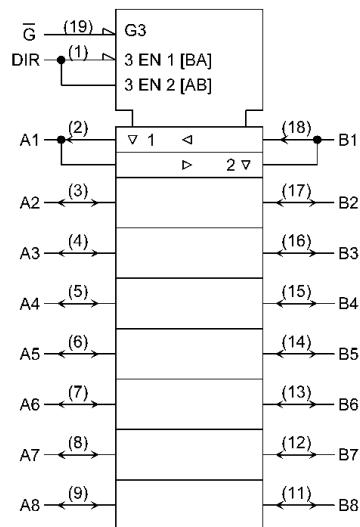 G̅ (19) G3
DIR (1) 3 EN 1 [BA]
3 EN 2 [AB]
A1 (2) ▽ 1 ◁ (18) B1
▷ 2 ▽
A2 (3) (17) B2
A3 (4) (16) B3
A4 (5) (15) B4
A5 (6) (14) B5
A6 (7) (13) B6
A7 (8) (12) B7
A8 (9) (11) B8